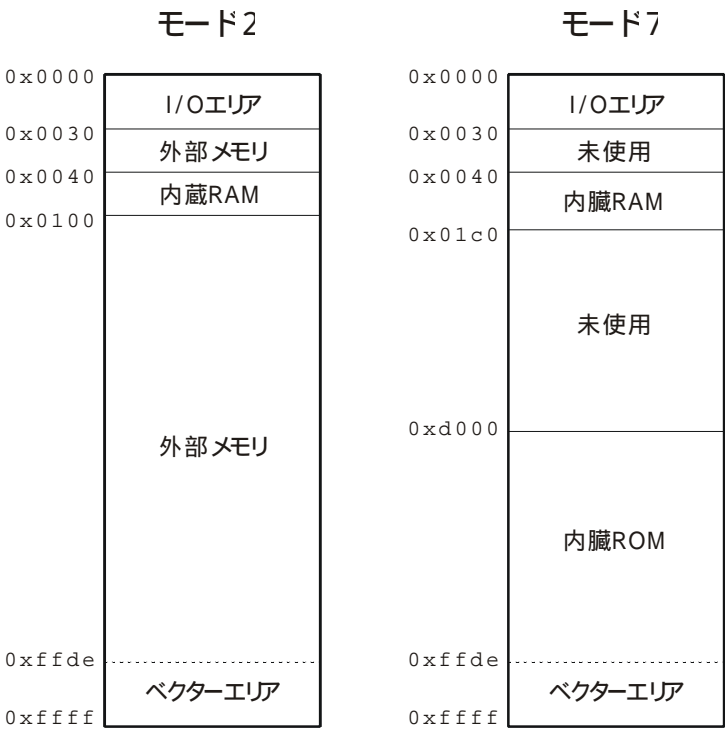 モード2
0x0000
I/Oエリア
0x0030
外部メモリ
0x0040
内蔵RAM
0x0100
外部メモリ
0xffde
ベクターエリア
0xffff
モード7
0x0000
I/Oエリア
0x0030
未使用
0x0040
内臓RAM
0x01c0
未使用
0xd000
内臓ROM
0xffde
ベクターエリア
0xffff